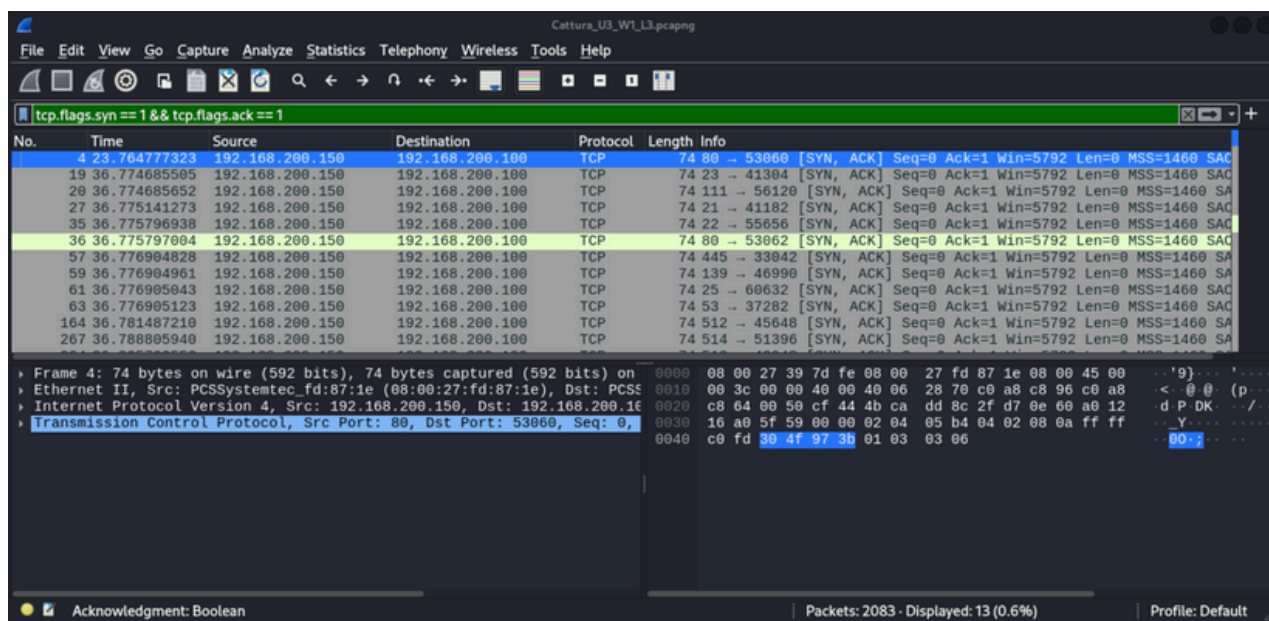 Cattura_U3_W1_L3.pcapng
File Edit View Go Capture Analyze Statistics Telephony Wireless Tools Help
tcp.flags.syn == 1 && tcp.flags.ack == 1
No. Time Source Destination Protocol Length Info
4 23.764777323 192.168.200.150 192.168.200.100 TCP 74 80 → 53060 [SYN, ACK] Seq=0 Ack=1 Win=5792 Len=0 MSS=1460 SAC
19 36.774685505 192.168.200.150 192.168.200.100 TCP 74 23 → 41304 [SYN, ACK] Seq=0 Ack=1 Win=5792 Len=0 MSS=1460 SAC
20 36.774685652 192.168.200.150 192.168.200.100 TCP 74 111 → 56120 [SYN, ACK] Seq=0 Ack=1 Win=5792 Len=0 MSS=1460 SA
27 36.775141273 192.168.200.150 192.168.200.100 TCP 74 21 → 41182 [SYN, ACK] Seq=0 Ack=1 Win=5792 Len=0 MSS=1460 SAC
35 36.775796938 192.168.200.150 192.168.200.100 TCP 74 22 → 55656 [SYN, ACK] Seq=0 Ack=1 Win=5792 Len=0 MSS=1460 SAC
36 36.775797004 192.168.200.150 192.168.200.100 TCP 74 80 → 53062 [SYN, ACK] Seq=0 Ack=1 Win=5792 Len=0 MSS=1460 SAC
57 36.776904828 192.168.200.150 192.168.200.100 TCP 74 445 → 33042 [SYN, ACK] Seq=0 Ack=1 Win=5792 Len=0 MSS=1460 SA
59 36.776904961 192.168.200.150 192.168.200.100 TCP 74 139 → 46990 [SYN, ACK] Seq=0 Ack=1 Win=5792 Len=0 MSS=1460 SA
61 36.776905043 192.168.200.150 192.168.200.100 TCP 74 25 → 60632 [SYN, ACK] Seq=0 Ack=1 Win=5792 Len=0 MSS=1460 SAC
63 36.776905123 192.168.200.150 192.168.200.100 TCP 74 53 → 37282 [SYN, ACK] Seq=0 Ack=1 Win=5792 Len=0 MSS=1460 SAC
164 36.781487210 192.168.200.150 192.168.200.100 TCP 74 512 → 45648 [SYN, ACK] Seq=0 Ack=1 Win=5792 Len=0 MSS=1460 SA
267 36.788805940 192.168.200.150 192.168.200.100 TCP 74 514 → 51396 [SYN, ACK] Seq=0 Ack=1 Win=5792 Len=0 MSS=1460 SA
Frame 4: 74 bytes on wire (592 bits), 74 bytes captured (592 bits) on
Ethernet II, Src: PCSSystemtec_fd:87:1e (08:00:27:fd:87:1e), Dst: PCSS
Internet Protocol Version 4, Src: 192.168.200.150, Dst: 192.168.200.10
Transmission Control Protocol, Src Port: 80, Dst Port: 53060, Seq: 0,
0000 08 00 27 39 7d fe 08 00 27 fd 87 1e 08 00 45 00 ··'9}··· '·····E·
0010 00 3c 00 00 40 00 40 06 28 70 c0 a8 c8 96 c0 a8 ·<··@·@· (p
0020 c8 64 00 50 cf 44 4b ca dd 8c 2f d7 0e 60 a0 12 ·d·P·DK· ··/·
0030 16 a0 5f 59 00 00 02 04 05 b4 04 02 08 0a ff ff ··_Y···· ········
0040 c0 fd 30 4f 97 3b 01 03 03 06 ··0O·;·· ··
Acknowledgment: Boolean
Packets: 2083 · Displayed: 13 (0.6%)
Profile: Default